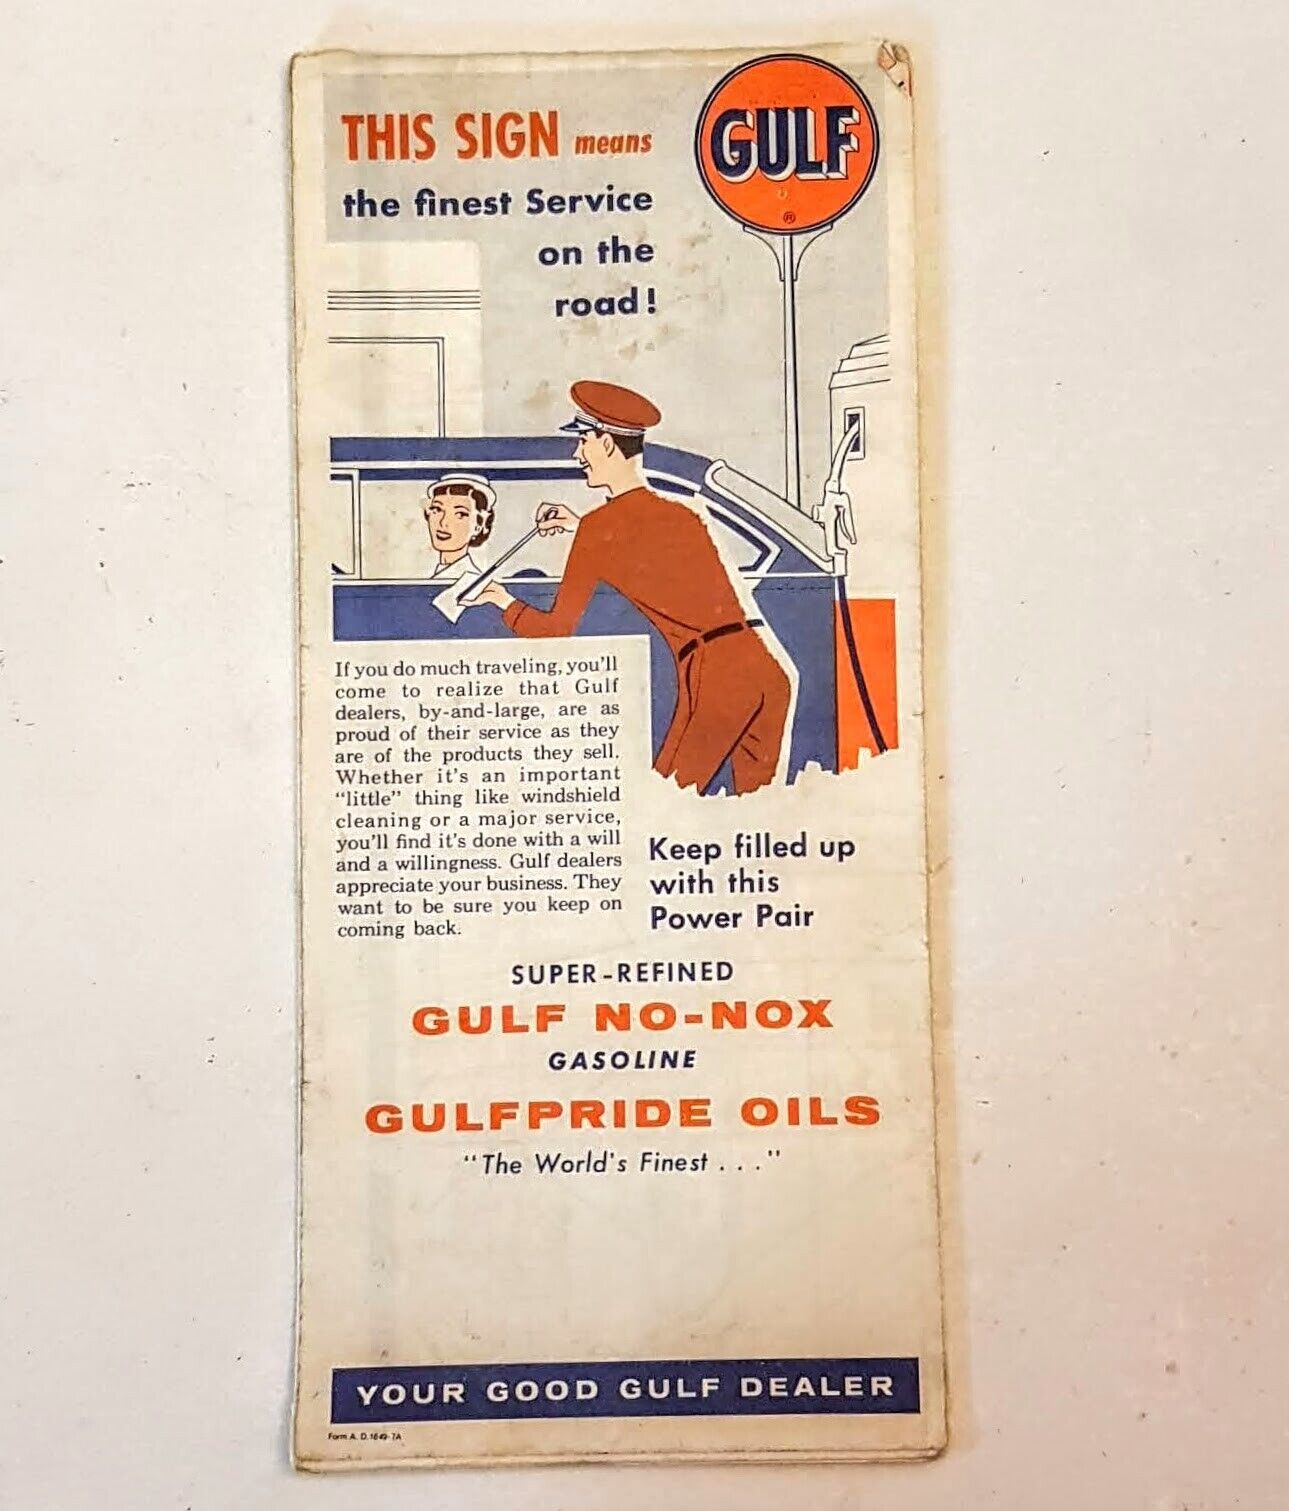 THIS SIGN means
the finest Service
on the
road!
GULF
®
If you do much traveling, you'll
come to realize that Gulf
dealers, by-and-large, are as
proud of their service as they
are of the products they sell.
Whether it's an important
"little" thing like windshield
cleaning or a major service,
you'll find it's done with a will
and a willingness. Gulf dealers
appreciate your business. They
want to be sure you keep on
coming back.
Keep filled up
with this
Power Pair
SUPER-REFINED
GULF NO-NOX
GASOLINE
GULFPRIDE OILS
"The World's Finest . . ."
YOUR GOOD GULF DEALER
Form A. D.